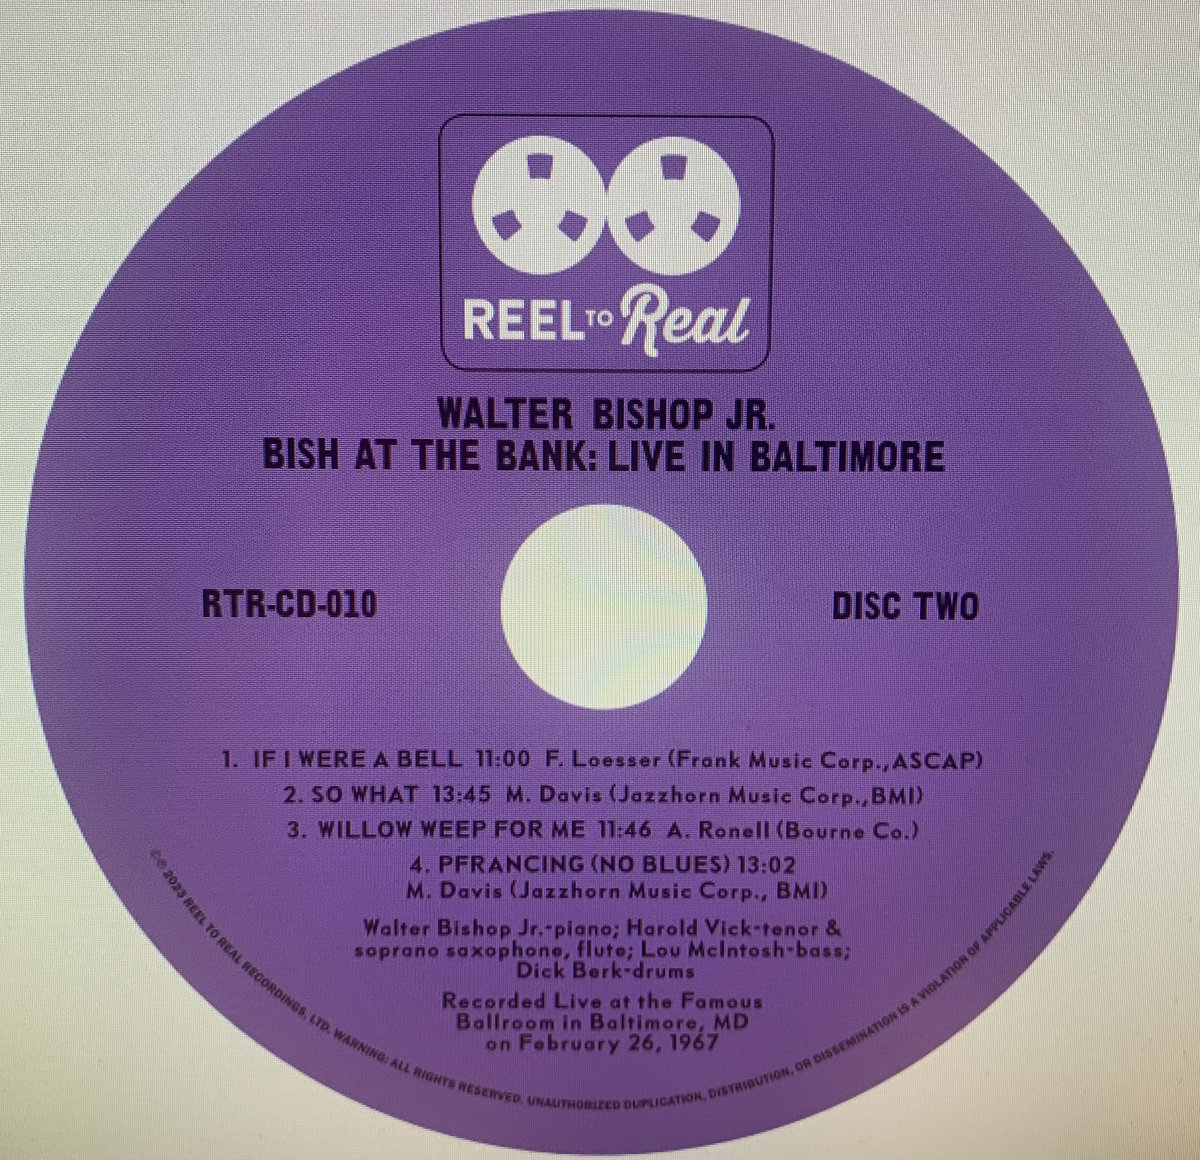 REEL TO Real
WALTER BISHOP JR.
BISH AT THE BANK: LIVE IN BALTIMORE
RTR-CD-010
DISC TWO
1. IF I WERE A BELL 11:00 F. Loesser (Frank Music Corp.,ASCAP)
2. SO WHAT 13:45 M. Davis (Jazzhorn Music Corp.,BMI)
3. WILLOW WEEP FOR ME 11:46 A. Ronell (Bourne Co.)
4. PFRANCING (NO BLUES) 13:02
M. Davis (Jazzhorn Music Corp., BMI)
Walter Bishop Jr.-piano; Harold Vick-tenor &
soprano saxophone, flute; Lou McIntosh-bass;
Dick Berk-drums
Recorded Live at the Famous
Ballroom in Baltimore, MD
on February 26, 1967
©℗ 2023 REEL TO REAL RECORDINGS, LTD. WARNING: ALL RIGHTS RESERVED. UNAUTHORIZED DUPLICATION, DISTRIBUTION, OR DISSEMINATION IS A VIOLATION OF APPLICABLE LAWS.